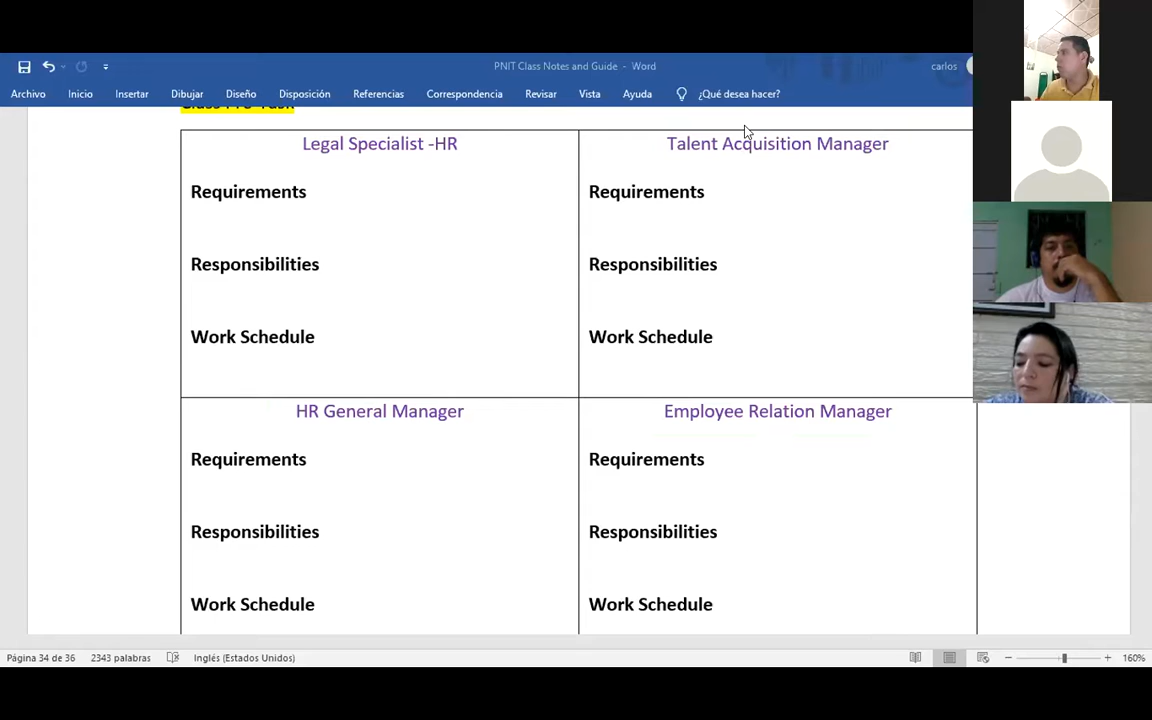 PNIT Class Notes and Guide - Word
carlos
Archivo Inicio Insertar Dibujar Diseño Disposición Referencias Correspondencia Revisar Vista Ayuda ¿Qué desea hacer?
Legal Specialist -HR
Requirements
Responsibilities
Work Schedule
Talent Acquisition Manager
Requirements
Responsibilities
Work Schedule
HR General Manager
Requirements
Responsibilities
Work Schedule
Employee Relation Manager
Requirements
Responsibilities
Work Schedule
Página 34 de 36 2343 palabras Inglés (Estados Unidos) 160%